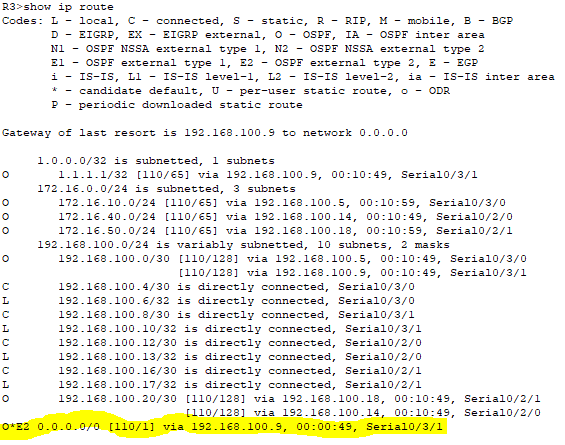 R3>show ip route
Codes: L - local, C - connected, S - static, R - RIP, M - mobile, B - BGP
D - EIGRP, EX - EIGRP external, O - OSPF, IA - OSPF inter area
N1 - OSPF NSSA external type 1, N2 - OSPF NSSA external type 2
E1 - OSPF external type 1, E2 - OSPF external type 2, E - EGP
i - IS-IS, L1 - IS-IS level-1, L2 - IS-IS level-2, ia - IS-IS inter area
* - candidate default, U - per-user static route, o - ODR
P - periodic downloaded static route
Gateway of last resort is 192.168.100.9 to network 0.0.0.0
1.0.0.0/32 is subnetted, 1 subnets
O 1.1.1.1/32 [110/65] via 192.168.100.9, 00:10:49, Serial0/3/1
172.16.0.0/24 is subnetted, 3 subnets
O 172.16.10.0/24 [110/65] via 192.168.100.5, 00:10:59, Serial0/3/0
O 172.16.40.0/24 [110/65] via 192.168.100.14, 00:10:49, Serial0/2/0
O 172.16.50.0/24 [110/65] via 192.168.100.18, 00:10:59, Serial0/2/1
192.168.100.0/24 is variably subnetted, 10 subnets, 2 masks
O 192.168.100.0/30 [110/128] via 192.168.100.5, 00:10:49, Serial0/3/0
[110/128] via 192.168.100.9, 00:10:49, Serial0/3/1
C 192.168.100.4/30 is directly connected, Serial0/3/0
L 192.168.100.6/32 is directly connected, Serial0/3/0
C 192.168.100.8/30 is directly connected, Serial0/3/1
L 192.168.100.10/32 is directly connected, Serial0/3/1
C 192.168.100.12/30 is directly connected, Serial0/2/0
L 192.168.100.13/32 is directly connected, Serial0/2/0
C 192.168.100.16/30 is directly connected, Serial0/2/1
L 192.168.100.17/32 is directly connected, Serial0/2/1
O 192.168.100.20/30 [110/128] via 192.168.100.18, 00:10:49, Serial0/2/1
[110/128] via 192.168.100.14, 00:10:49, Serial0/2/0
O*E2 0.0.0.0/0 [110/1] via 192.168.100.9, 00:00:49, Serial0/3/1